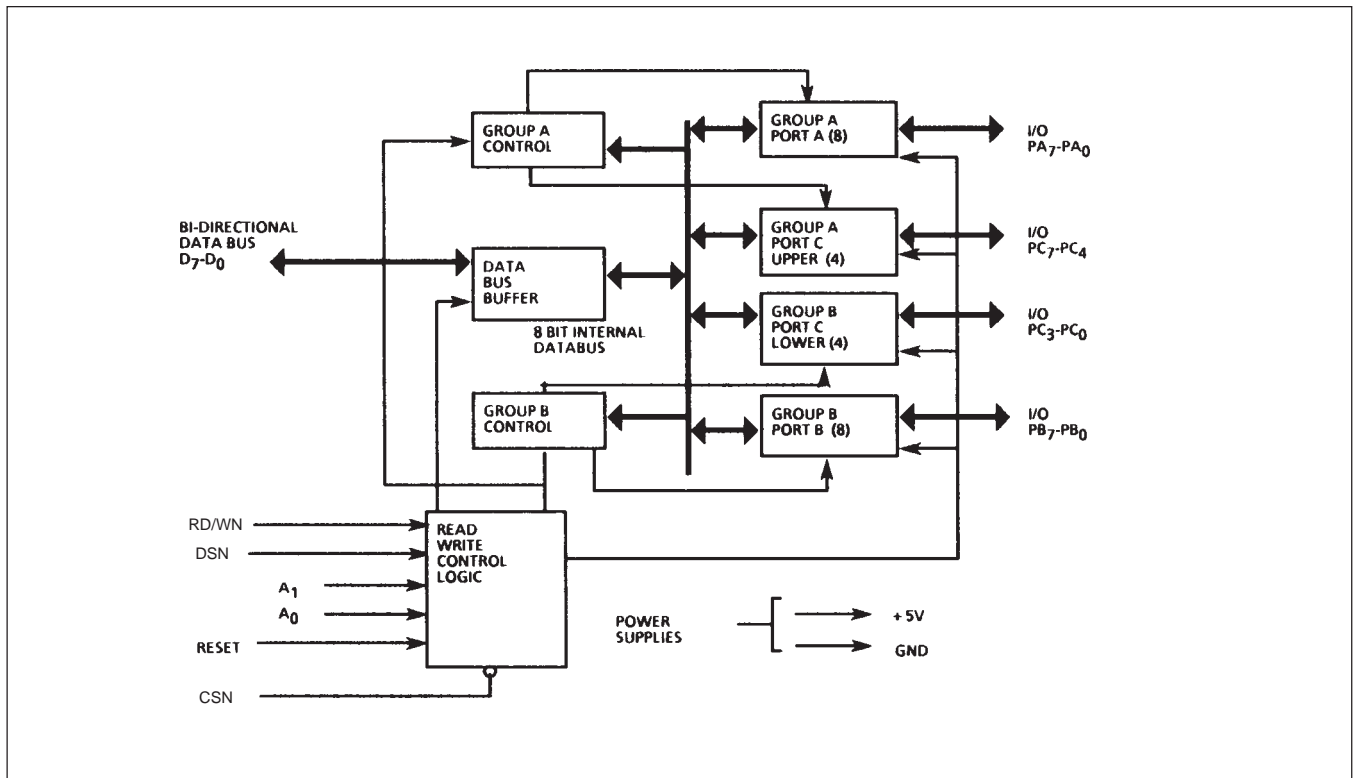 GROUP A
CONTROL
GROUP A
PORT A (8)
I/O
PA7-PA0
BI-DIRECTIONAL
DATA BUS
D7-D0
GROUP A
PORT C
UPPER (4)
I/O
PC7-PC4
DATA
BUS
BUFFER
8 BIT INTERNAL
DATABUS
GROUP B
PORT C
LOWER (4)
I/O
PC3-PC0
GROUP B
CONTROL
GROUP B
PORT B (8)
I/O
PB7-PB0
RD/WN
DSN
A1
A0
RESET
CSN
READ
WRITE
CONTROL
LOGIC
POWER
SUPPLIES
+ 5V
GND